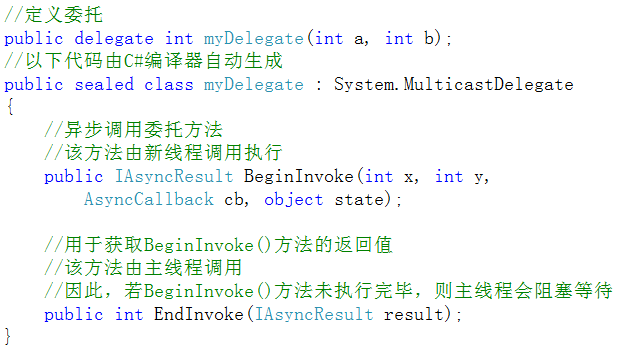 //定义委托
public delegate int myDelegate(int a, int b);
//以下代码由C#编译器自动生成
public sealed class myDelegate : System.MulticastDelegate
{
    //异步调用委托方法
    //该方法由新线程调用执行
    public IAsyncResult BeginInvoke(int x, int y,
        AsyncCallback cb, object state);

    //用于获取BeginInvoke()方法的返回值
    //该方法由主线程调用
    //因此，若BeginInvoke()方法未执行完毕，则主线程会阻塞等待
    public int EndInvoke(IAsyncResult result);
}